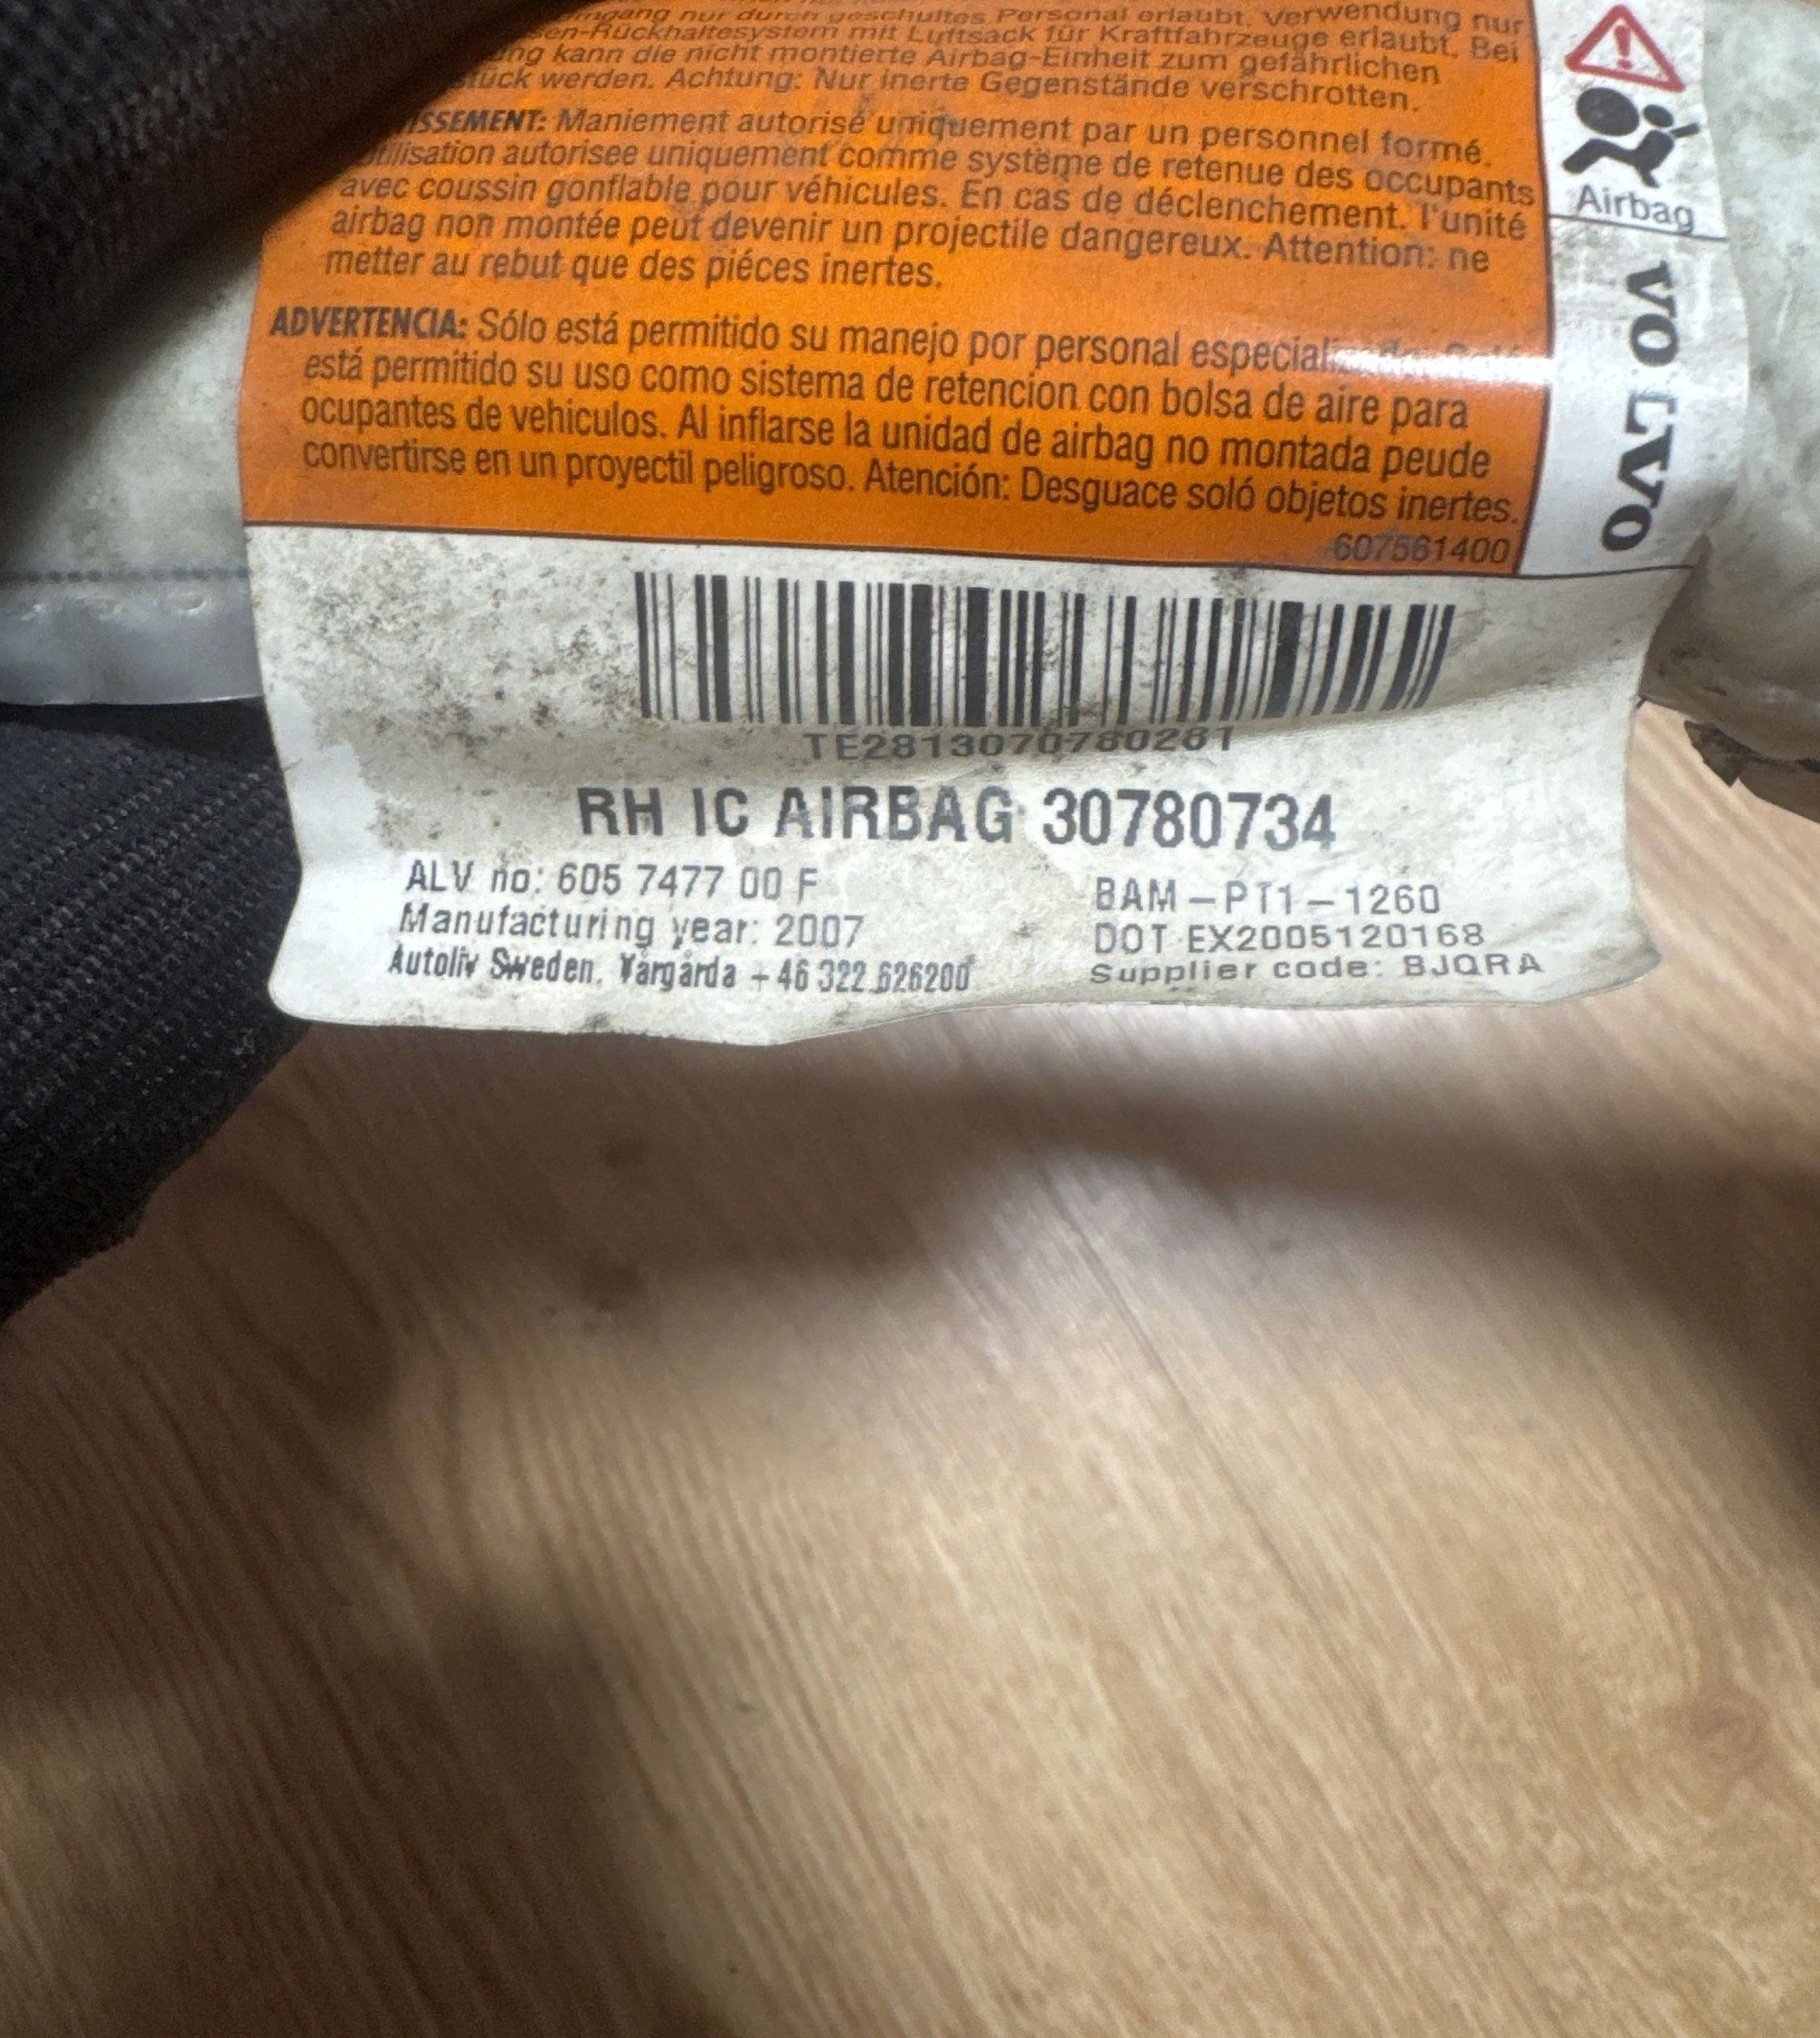 nur durch geschultes Personal erlaubt. Verwendung nur
-Rückhaltesystem mit Luftsack für Kraftfahrzeuge erlaubt. Bei
kann die nicht montierte Airbag-Einheit zum gefährlichen
werden. Achtung: Nur inerte Gegenstände verschrotten.
ISSEMENT: Maniement autorisé uniquement par un personnel formé.
utilisation autorisee uniquement comme système de retenue des occupants
avec coussin gonflable pour véhicules. En cas de déclenchement. l'unité
airbag non montée peut devenir un projectile dangereux. Attention: ne
metter au rebut que des piéces inertes.
ADVERTENCIA: Sólo está permitido su manejo por personal
está permitido su uso como sistema de retencion con bolsa de aire para
ocupantes de vehiculos. Al inflarse la unidad de airbag no montada peude
convertirse en un proyectil peligroso. Atención: Desguace soló objetos inertes.
607561400
Airbag
VOLVO
TE2813070780261
RH IC AIRBAG 30780734
ALV no: 605 7477 00 F
Manufacturing year: 2007
Autoliv Sweden. Vårgårda +46 322 626200
BAM-PT1-1260
DOT EX2005120168
Supplier code: BJQRA